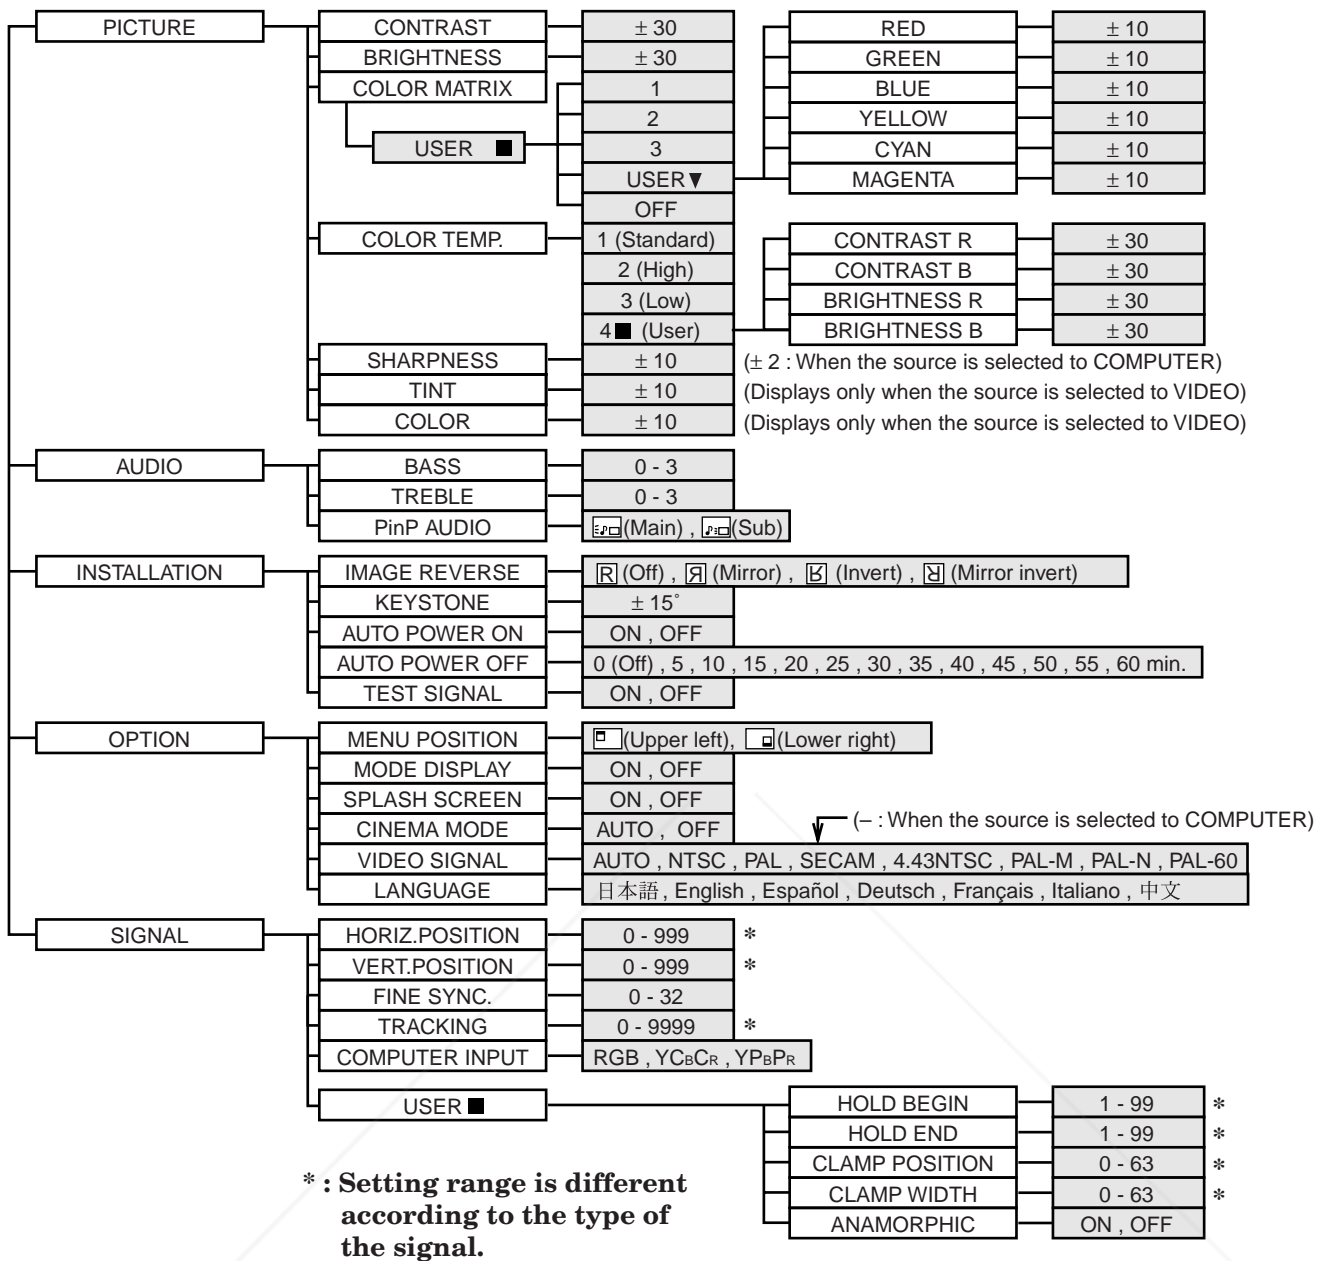 PICTURE CONTRAST ± 30 RED ± 10
BRIGHTNESS ± 30 GREEN ± 10
COLOR MATRIX 1 BLUE ± 10
2 YELLOW ± 10
USER ■ 3 CYAN ± 10
USER▼ MAGENTA ± 10
OFF
COLOR TEMP. 1 (Standard) CONTRAST R ± 30
2 (High) CONTRAST B ± 30
3 (Low) BRIGHTNESS R ± 30
4■ (User) BRIGHTNESS B ± 30
SHARPNESS ± 10 (± 2 : When the source is selected to COMPUTER)
TINT ± 10 (Displays only when the source is selected to VIDEO)
COLOR ± 10 (Displays only when the source is selected to VIDEO)
AUDIO BASS 0 - 3
TREBLE 0 - 3
PinP AUDIO (Main) , (Sub)
INSTALLATION IMAGE REVERSE R (Off) , R (Mirror) , R (Invert) , R (Mirror invert)
KEYSTONE ± 15°
AUTO POWER ON ON , OFF
AUTO POWER OFF 0 (Off) , 5 , 10 , 15 , 20 , 25 , 30 , 35 , 40 , 45 , 50 , 55 , 60 min.
TEST SIGNAL ON , OFF
OPTION MENU POSITION (Upper left), (Lower right)
MODE DISPLAY ON , OFF
SPLASH SCREEN ON , OFF
CINEMA MODE AUTO , OFF (– : When the source is selected to COMPUTER)
VIDEO SIGNAL AUTO , NTSC , PAL , SECAM , 4.43NTSC , PAL-M , PAL-N , PAL-60
LANGUAGE 日本語 , English , Español , Deutsch , Français , Italiano , 中文
SIGNAL HORIZ.POSITION 0 - 999 *
VERT.POSITION 0 - 999 *
FINE SYNC. 0 - 32
TRACKING 0 - 9999 *
COMPUTER INPUT RGB , YCBCR , YPBPR
USER ■ HOLD BEGIN 1 - 99 *
HOLD END 1 - 99 *
CLAMP POSITION 0 - 63 *
CLAMP WIDTH 0 - 63 *
ANAMORPHIC ON , OFF
* : Setting range is different
according to the type of
the signal.